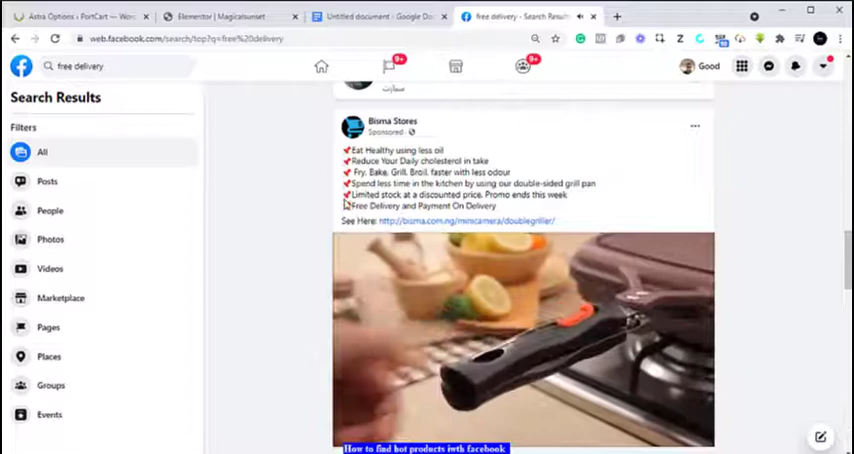 Astra Options ‹ PortCart — Wor
Elementor | Magicalsunset
Untitled document - Google Doc
free delivery - Search Results
web.facebook.com/search/top?q=free%20delivery
free delivery
9+
9+
Good
Search Results
Filters
All
Posts
People
Photos
Videos
Marketplace
Pages
Places
Groups
Events
Bisma Stores
Sponsored ·
Eat Healthy using less oil
Reduce Your Daily cholesterol in take
Fry, Bake, Grill, Broil, faster with less odour
Spend less time in the kitchen by using our double-sided grill pan
Limited stock at a discounted price. Promo ends this week
Free Delivery and Payment On Delivery
See Here: http://bisma.com.ng/minicamera/doublegriller/
How to find hot products iwth facebook